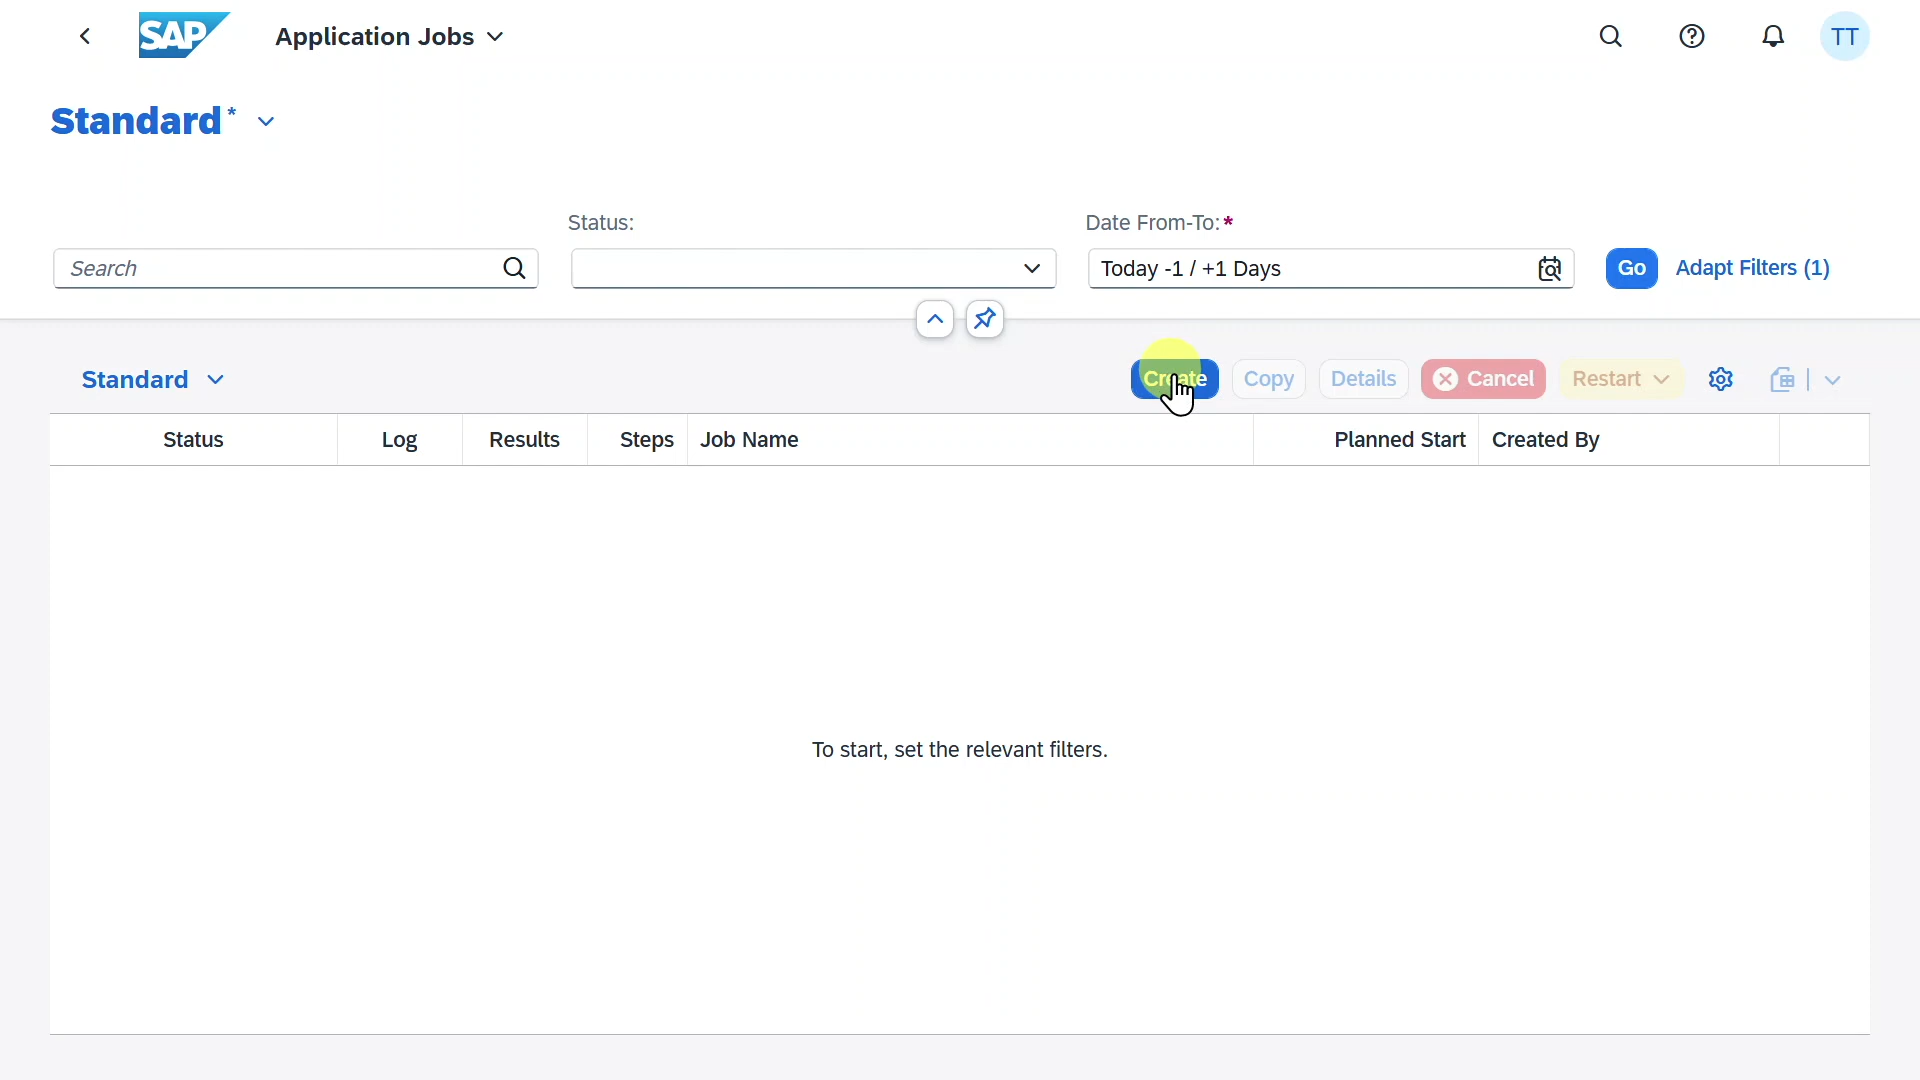 SAP
Application Jobs
TT
Standard*
Status:
Date From-To:*
Search
Today -1 / +1 Days
Go
Adapt Filters (1)
Standard
Create
Copy
Details
Cancel
Restart
Status
Log
Results
Steps
Job Name
Planned Start
Created By
To start, set the relevant filters.